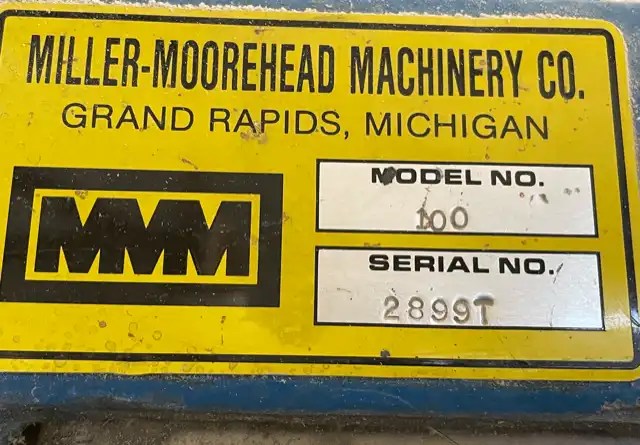 MILLER-MOOREHEAD MACHINERY CO.
GRAND RAPIDS, MICHIGAN
MMM
MODEL NO.
100
SERIAL NO.
2899T